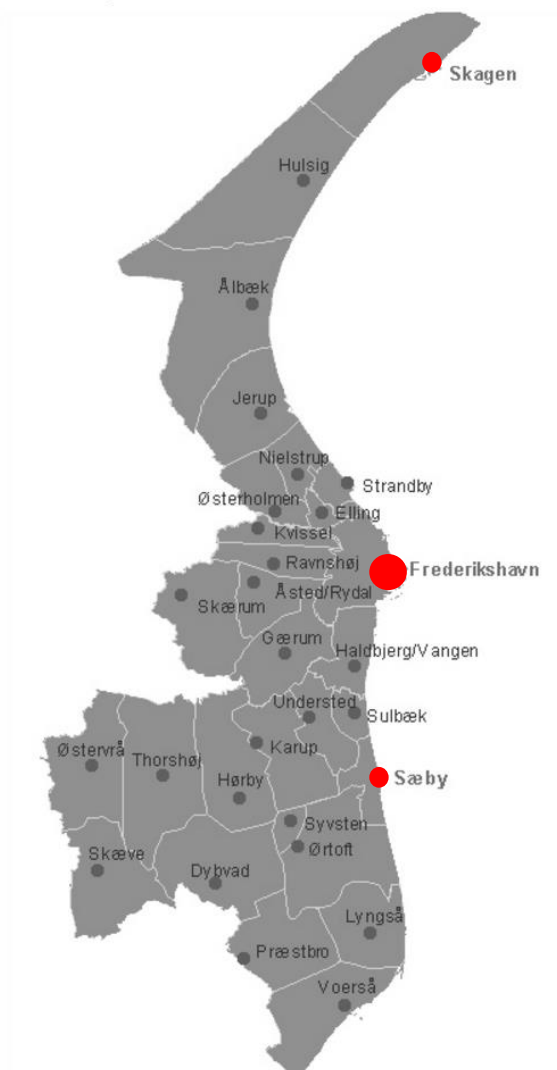 Skagen
Hulsig
Ålbæk
Jerup
Nielstrup
Strandby
Østerholmen
Elling
Kvissel
Ravnshøj
Frederikshavn
Åsted/Rydal
Skærum
Gærum
Haldbjerg/Vangen
Understed
Sulbæk
Østervrå
Karup
Thorshøj
Sæby
Hørby
Syvsten
Ørtoft
Skæve
Dybvad
Lyngså
Præstbro
Voerså